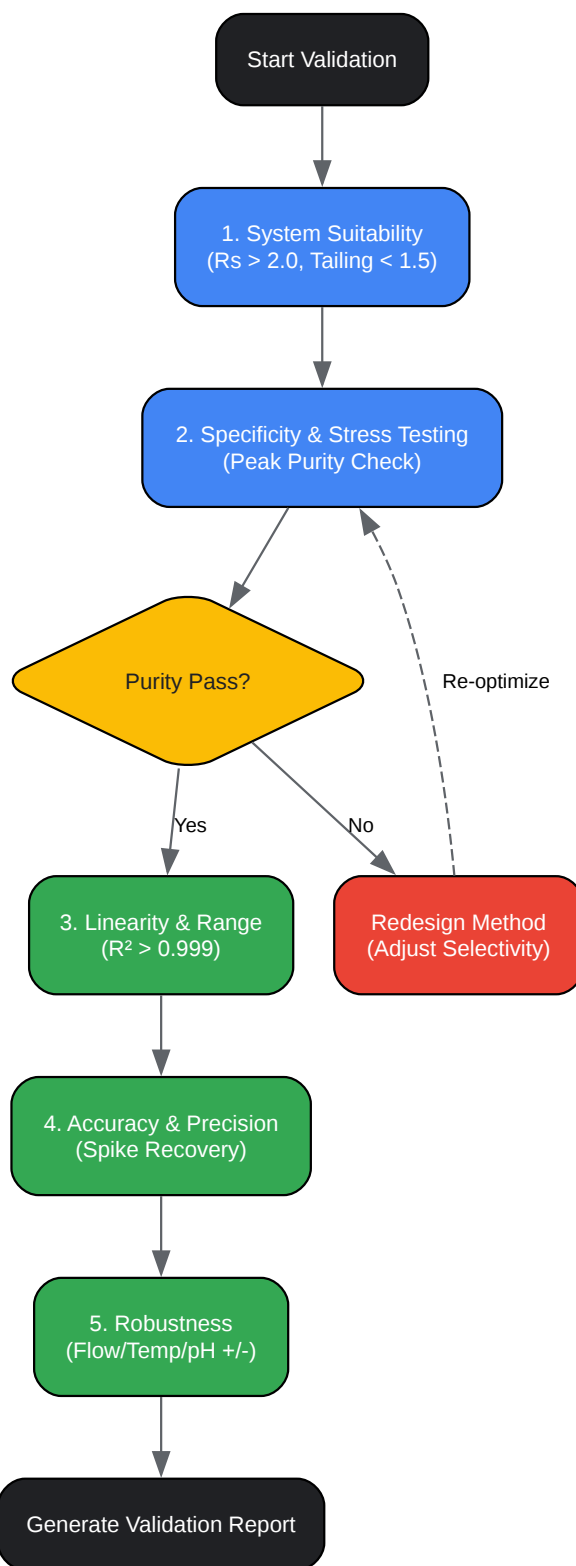 Start Validation
1. System Suitability
(Rs > 2.0, Tailing < 1.5)
2. Specificity & Stress Testing
(Peak Purity Check)
Purity Pass?
Re-optimize
Yes
No
3. Linearity & Range
(R² > 0.999)
Redesign Method
(Adjust Selectivity)
4. Accuracy & Precision
(Spike Recovery)
5. Robustness
(Flow/Temp/pH +/-)
Generate Validation Report